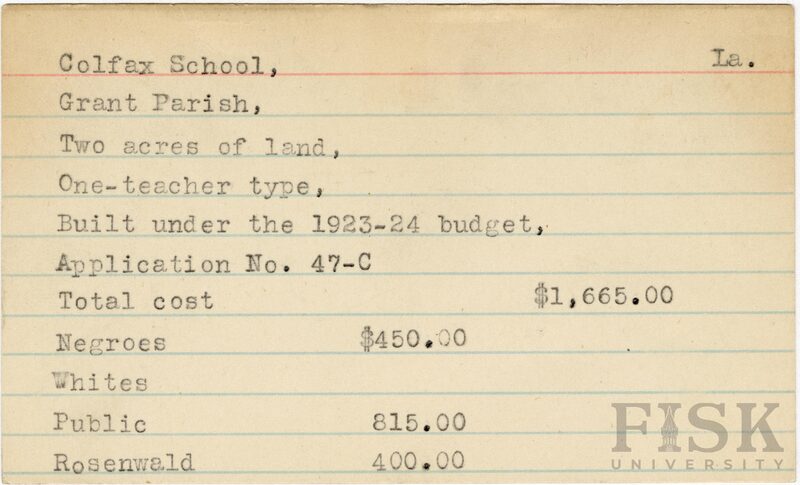 Colfax School, La.
Grant Parish,
Two acres of land,
One-teacher type,
Built under the 1923-24 budget,
Application No. 47-C
Total cost $1,665.00
Negroes $450.00
Whites
Public 815.00
Rosenwald 400.00
FISK
UNIVERSITY